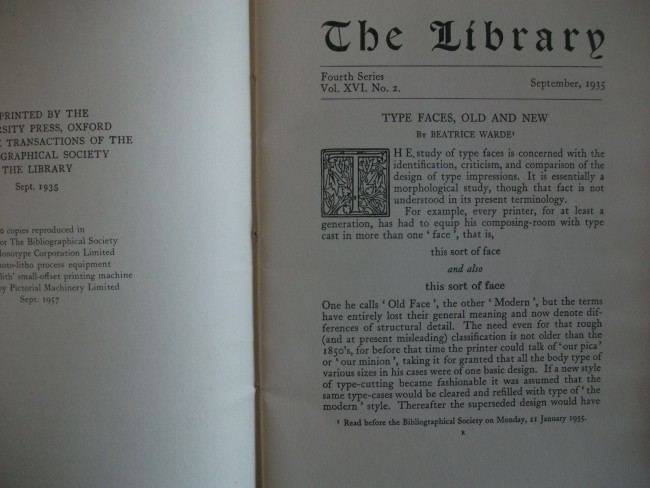 PRINTED BY THE
RSITY PRESS, OXFORD
TRANSACTIONS OF THE
OGRAPHICAL SOCIETY
THE LIBRARY
Sept. 1935
o copies reproduced in
of The Bibliographical Society
Monotype Corporation Limited
oto-litho process equipment
lith' small-offset printing machine
by Pictorial Machinery Limited
Sept. 1957
The Library
Fourth Series
Vol. XVI. No. 2.
September, 1935
TYPE FACES, OLD AND NEW
By BEATRICE WARDE¹
THE, study of type faces is concerned with the
identification, criticism, and comparison of the
design of type impressions. It is essentially a
morphological study, though that fact is not
understood in its present terminology.
For example, every printer, for at least a
generation, has had to equip his composing-room with type
cast in more than one ' face ', that is,
this sort of face
and also
this sort of face
One he calls ' Old Face ', the other ' Modern ', but the terms
have entirely lost their general meaning and now denote dif-
ferences of structural detail. The need even for that rough
(and at present misleading) classification is not older than the
1850's, for before that time the printer could talk of ' our pica '
or ' our minion ', taking it for granted that all the body type of
various sizes in his cases were of one basic design. If a new style
of type-cutting became fashionable it was assumed that the
same type-cases would be cleared and refilled with type of ' the
modern ' style. Thereafter the superseded design would have
¹ Read before the Bibliographical Society on Monday, 21 January 1935.